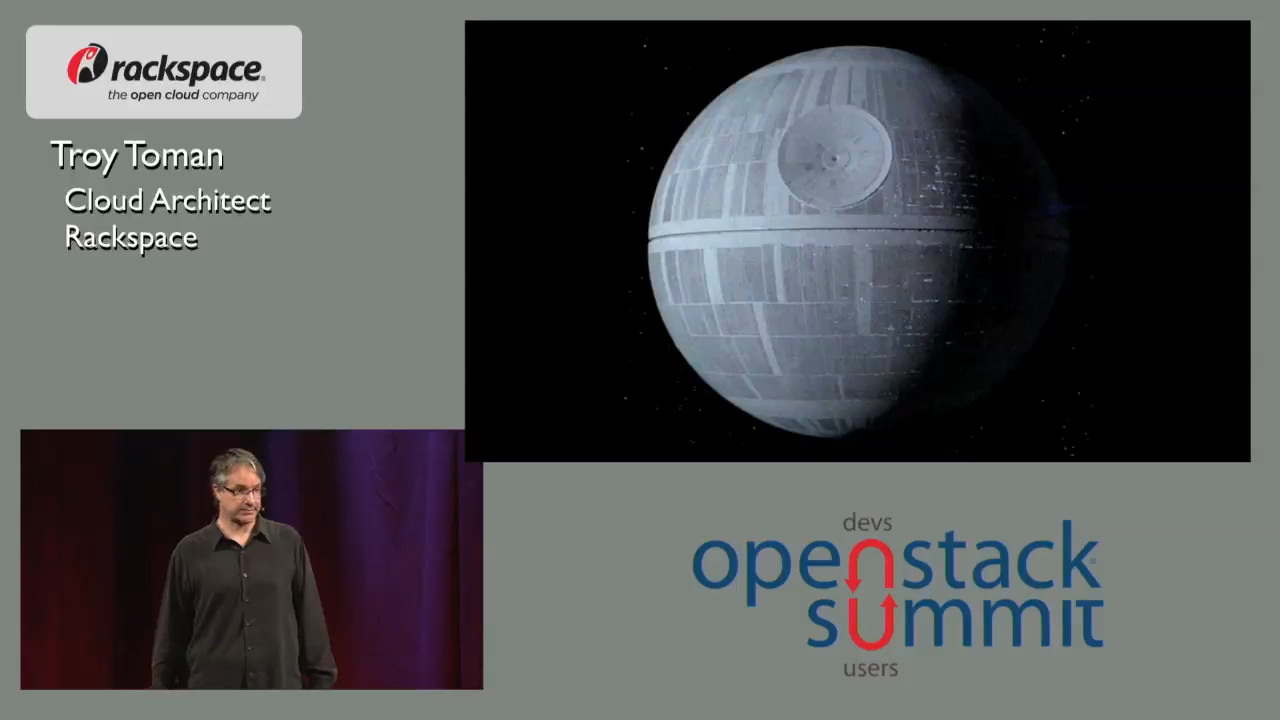 rackspace
the open cloud company
Troy Toman
Cloud Architect
Rackspace
devs
openstack
summit
users